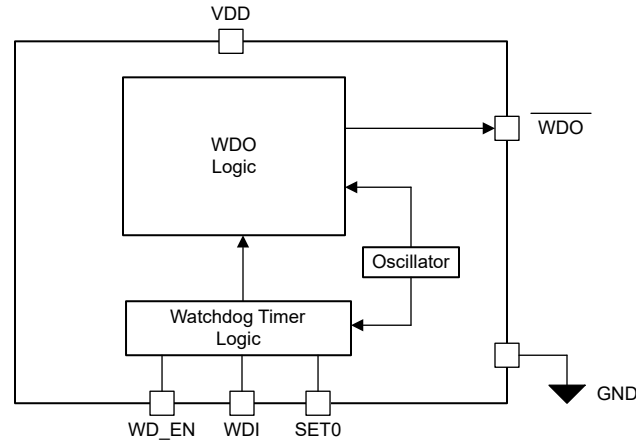 VDD
WDO
Logic
WDO
Oscillator
Watchdog Timer
Logic
GND
WD_EN
WDI
SET0